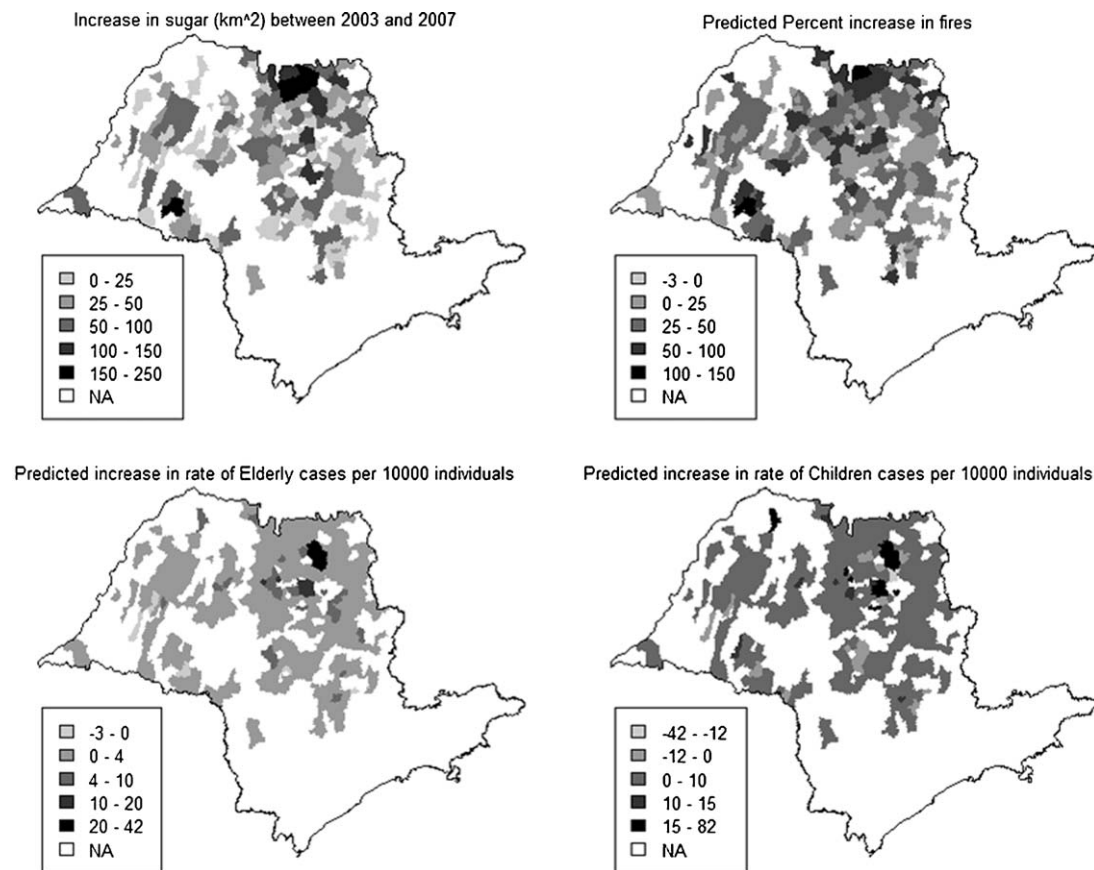 Increase in sugar (km^2) between 2003 and 2007
0 - 25
25 - 50
50 - 100
100 - 150
150 - 250
NA
Predicted Percent increase in fires
-3 - 0
0 - 25
25 - 50
50 - 100
100 - 150
NA
Predicted increase in rate of Elderly cases per 10000 individuals
-3 - 0
0 - 4
4 - 10
10 - 20
20 - 42
NA
Predicted increase in rate of Children cases per 10000 individuals
-42 - -12
-12 - 0
0 - 10
10 - 15
15 - 82
NA